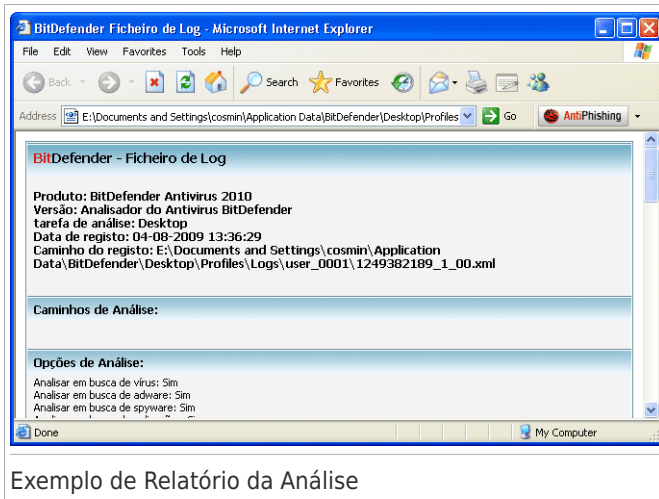 BitDefender Ficheiro de Log - Microsoft Internet Explorer
File Edit View Favorites Tools Help
Back Search Favorites
Address E:\Documents and Settings\cosmin\Application Data\BitDefender\Desktop\Profiles Go AntiPhishing
BitDefender - Ficheiro de Log
Produto: BitDefender Antivirus 2010
Versão: Analisador do Antivirus BitDefender
tarefa de análise: Desktop
Data de registo: 04-08-2009 13:36:29
Caminho do registo: E:\Documents and Settings\cosmin\Application
Data\BitDefender\Desktop\Profiles\Logs\user_0001\1249382189_1_00.xml
Caminhos de Análise:
Opções de Análise:
Analisar em busca de vírus: Sim
Analisar em busca de adware: Sim
Analisar em busca de spyware: Sim
Done My Computer
Exemplo de Relatório da Análise